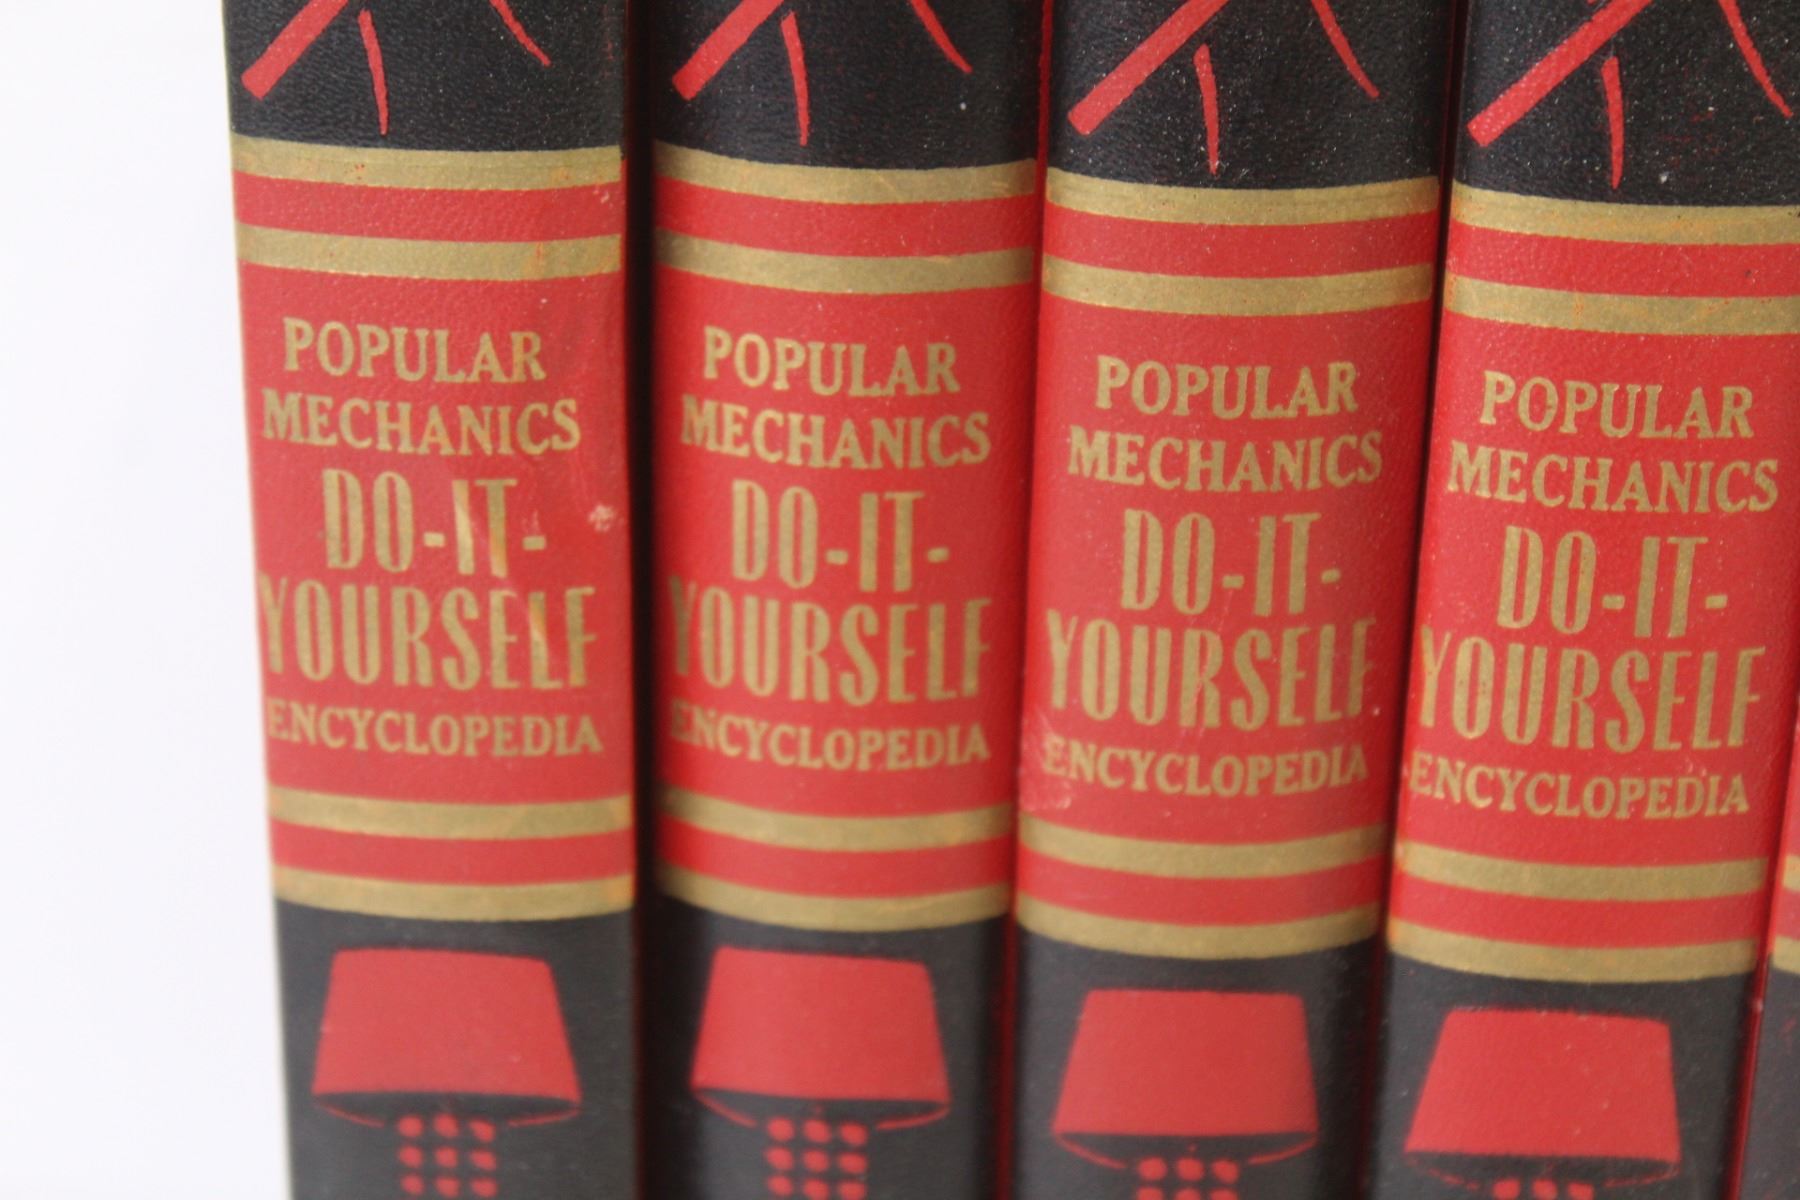 POPULAR
MECHANICS
DO-IT-
YOURSELF
ENCYCLOPEDIA
POPULAR
MECHANICS
DO-IT-
YOURSELF
ENCYCLOPEDIA
POPULAR
MECHANICS
DO-IT-
YOURSELF
ENCYCLOPEDIA
POPULAR
MECHANICS
DO-IT-
YOURSELF
ENCYCLOPEDIA